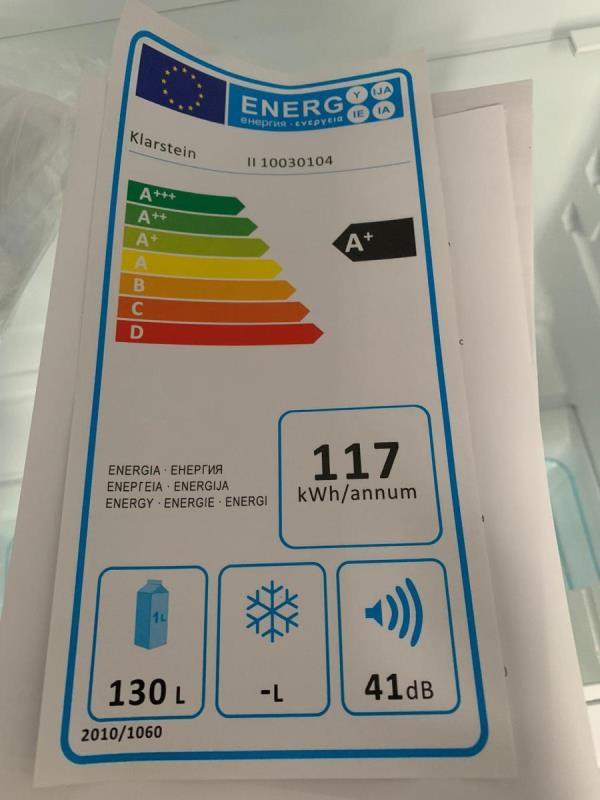 ENERG Y IJA
енергия · ενεργεια IE IA
Klarstein
II 10030104
A+++
A++
A+
A
B
C
D
A+
117
kWh/annum
ENERGIA · ЕНЕРГИЯ
ΕΝΕΡΓΕΙΑ · ENERGIJA
ENERGY · ENERGIE · ENERGI
1L
130 L
-L
41dB
2010/1060
c